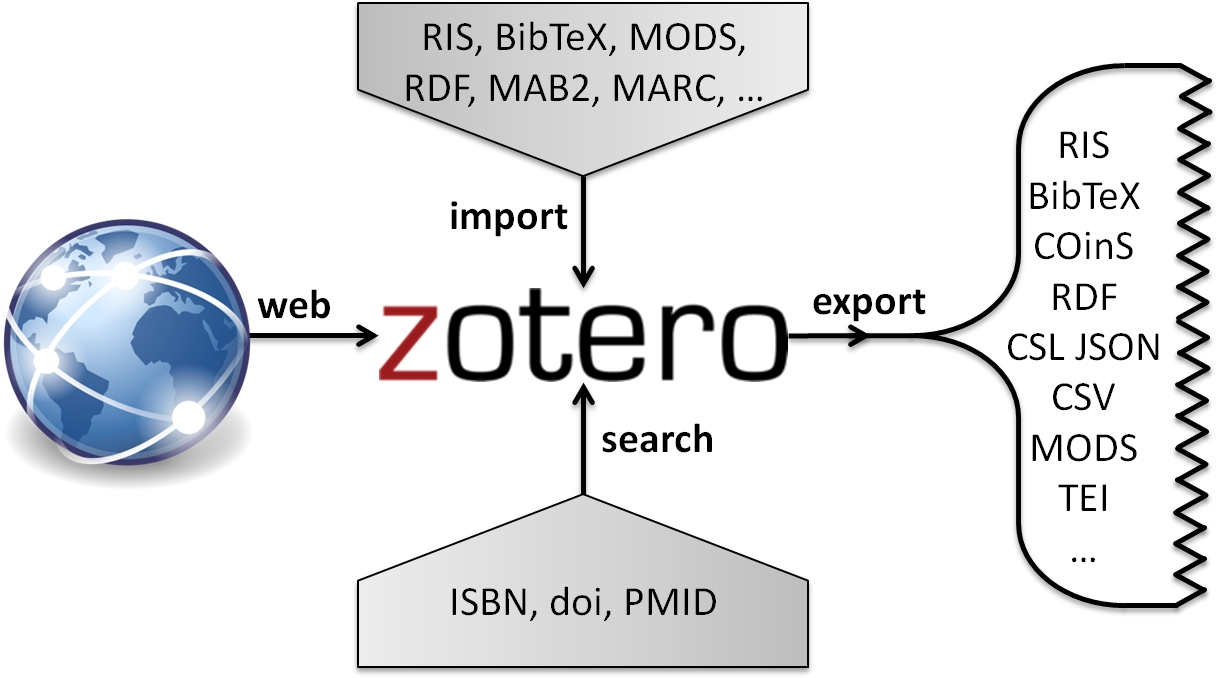 RIS, BibTeX, MODS,
RDF, MAB2, MARC, ...
import
web
zotero
export
search
ISBN, doi, PMID
RIS
BibTeX
COinS
RDF
CSL JSON
CSV
MODS
TEI
...